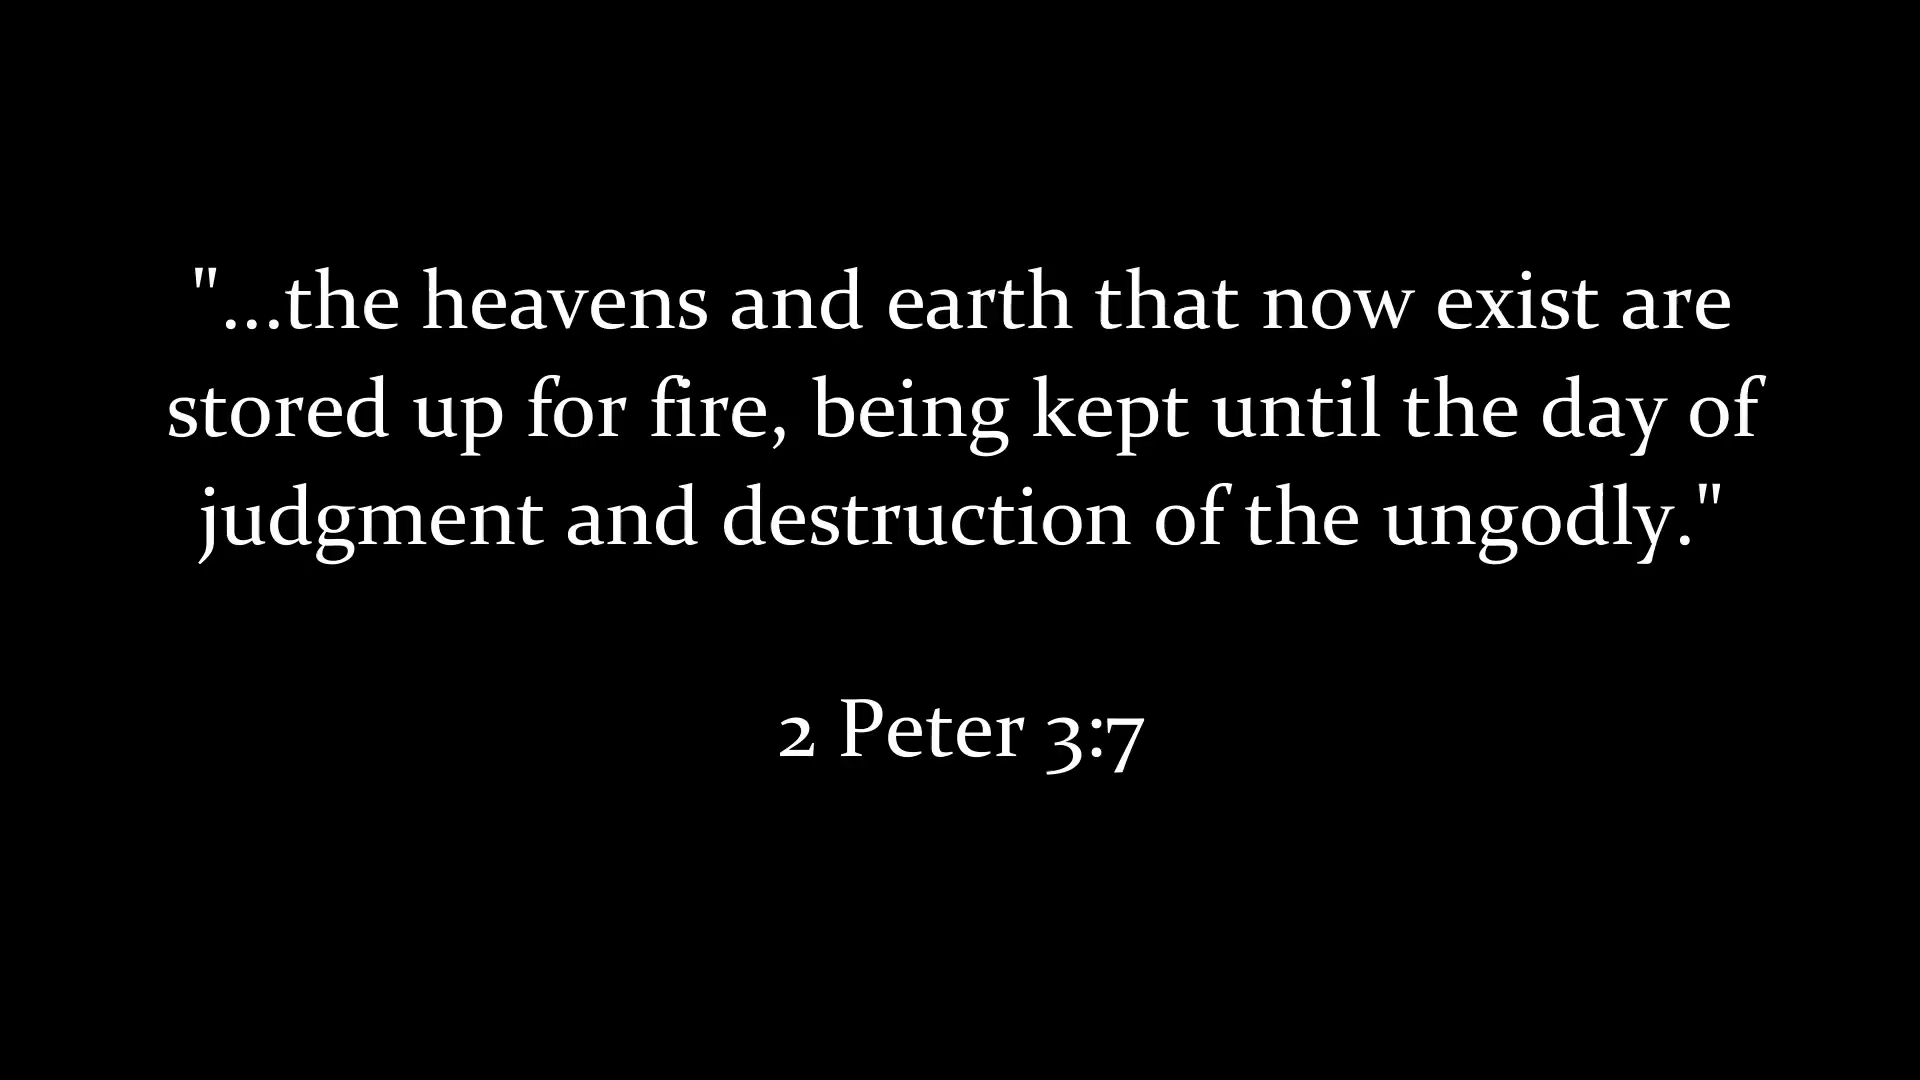 "...the heavens and earth that now exist are
stored up for fire, being kept until the day of
judgment and destruction of the ungodly."
2 Peter 3:7